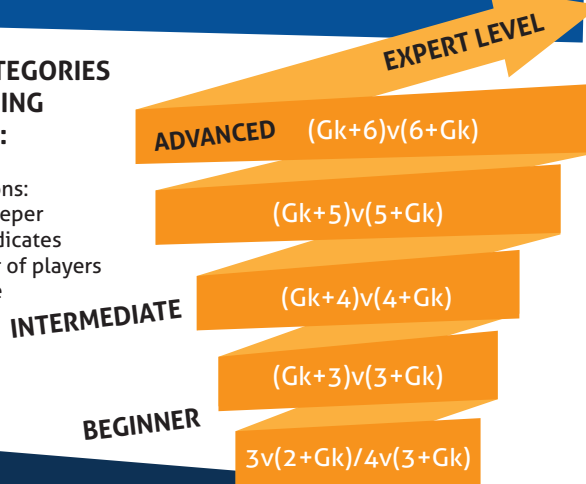 TEGORIES
ING
:
ons:
eper
dicates
r of players
e
EXPERT LEVEL
ADVANCED (Gk+6)v(6+Gk)
(Gk+5)v(5+Gk)
(Gk+4)v(4+Gk)
INTERMEDIATE
(Gk+3)v(3+Gk)
BEGINNER
3v(2+Gk)/4v(3+Gk)